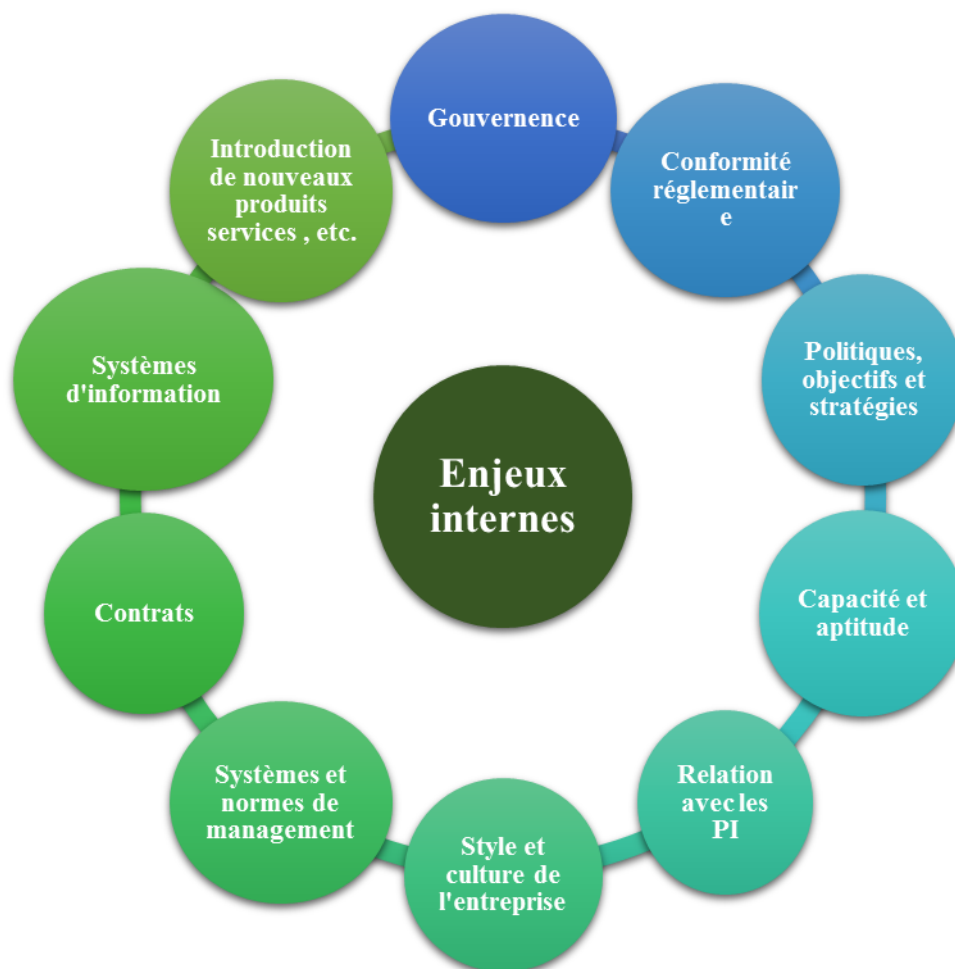 Gouvernence
Conformité
réglementair
e
Politiques,
objectifs et
stratégies
Capacité et
aptitude
Relation
avec les
PI
Style et
culture de
l'entreprise
Systèmes et
normes de
management
Contrats
Systèmes
d'information
Introduction
de nouveaux
produits
services , etc.
Enjeux
internes